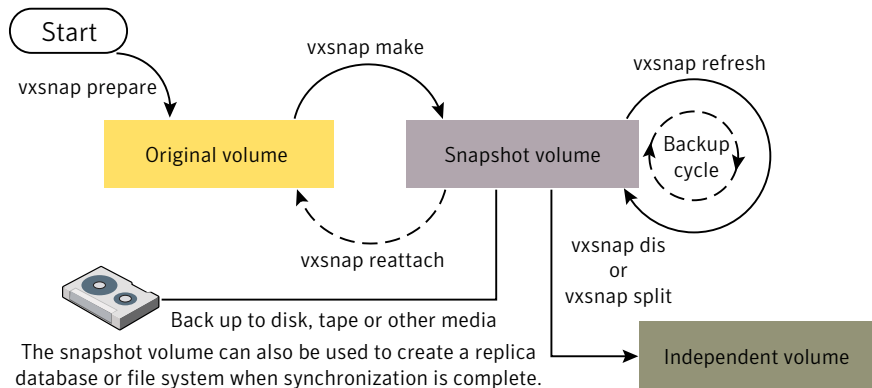 Start
vxsnap prepare
vxsnap make
vxsnap refresh
Original volume
Snapshot volume
Backup
cycle
vxsnap reattach
vxsnap dis
or
vxsnap split
Back up to disk, tape or other media
The snapshot volume can also be used to create a replica
database or file system when synchronization is complete.
Independent volume